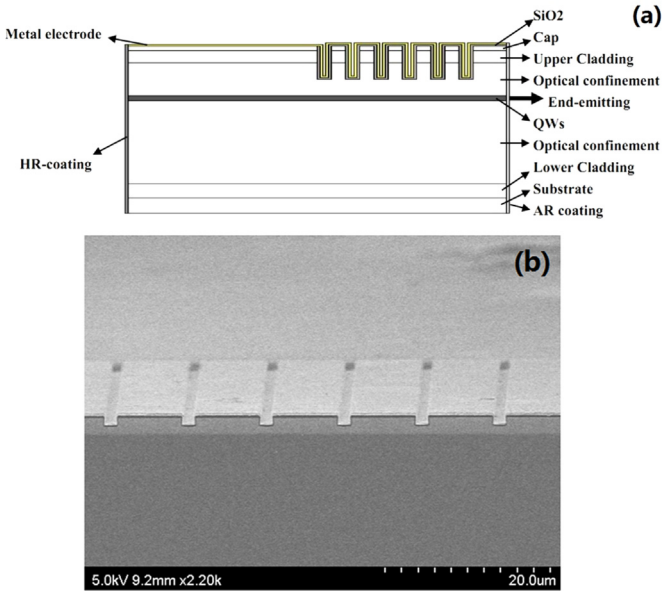 (a)
SiO2
Metal electrode
Cap
Upper Cladding
Optical confinement
End-emitting
QWs
Optical confinement
HR-coating
Lower Cladding
Substrate
AR coating
(b)
5.0kV 9.2mm x2.20k
20.0um